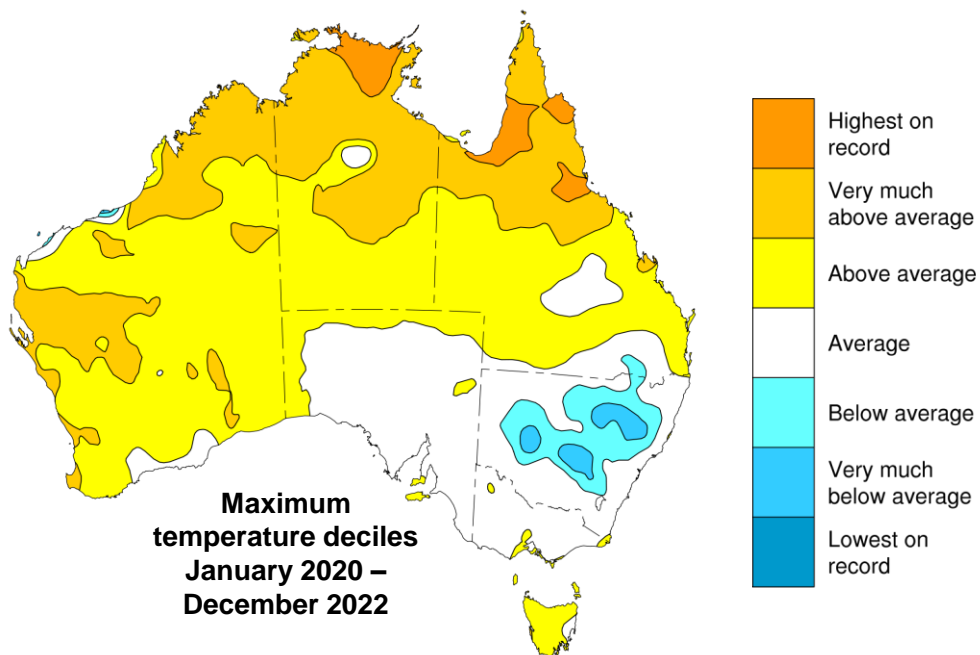 Highest on
record
Very much
above average
Above average
Average
Below average
Very much
below average
Lowest on
record
Maximum
temperature deciles
January 2020 –
December 2022